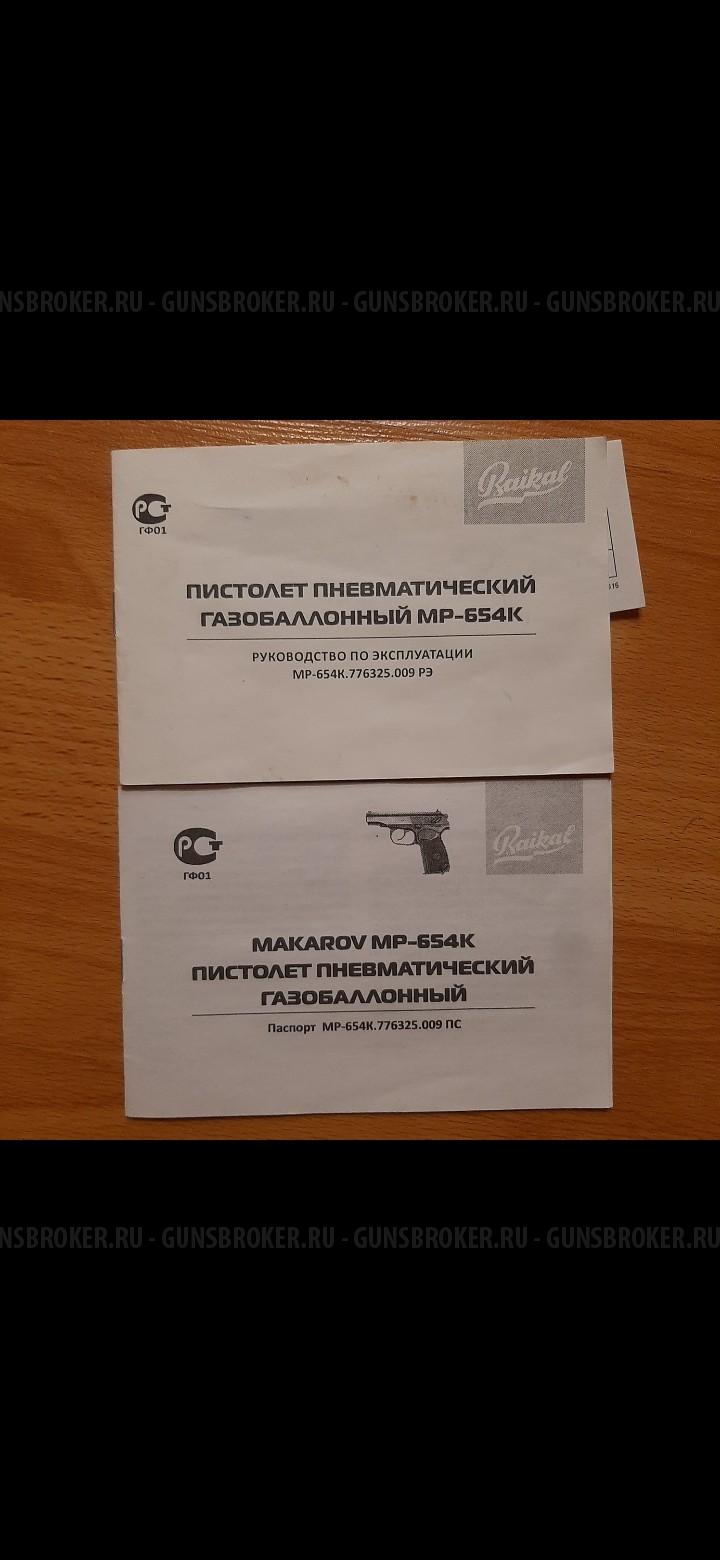 NSBROKER.RU - GUNSBROKER.RU - GUNSBROKER.RU - GUNSBROKER.RU
Baikal
РСТ
ГФ01
ПИСТОЛЕТ ПНЕВМАТИЧЕСКИЙ
ГАЗОБАЛЛОННЫЙ МР-654К
РУКОВОДСТВО ПО ЭКСПЛУАТАЦИИ
МР-654К.776325.009 РЭ
Baikal
РСТ
ГФ01
MAKAROV МР-654К
ПИСТОЛЕТ ПНЕВМАТИЧЕСКИЙ
ГАЗОБАЛЛОННЫЙ
Паспорт МР-654К.776325.009 ПС
NSBROKER.RU - GUNSBROKER.RU - GUNSBROKER.RU - GUNSBROKER.RU